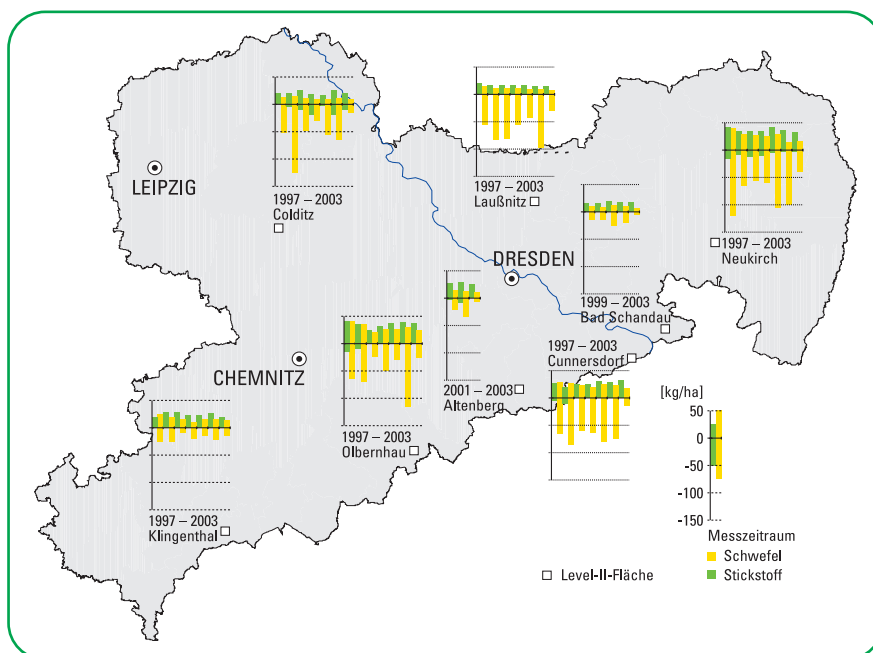 LEIPZIG
1997 – 2003
Colditz
1997 – 2003
Laußnitz
1997 – 2003
Neukirch
DRESDEN
1999 – 2003
Bad Schandau
1997 – 2003
Cunnersdorf
CHEMNITZ
2001 – 2003
Altenberg
1997 – 2003
Olbernhau
1997 – 2003
Klingenthal
[kg/ha]
50
0
-50
-100
-150
Messzeitraum
Schwefel
Stickstoff
Level-II-Fläche